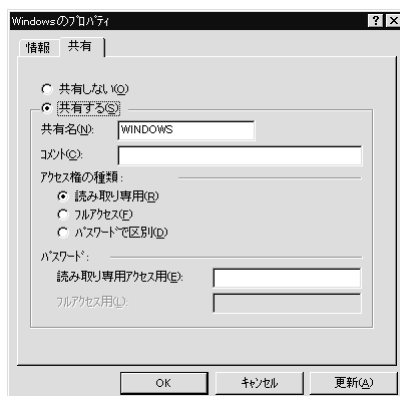 Windowsのﾌﾟﾛﾊﾟﾃｨ
情報 共有
共有しない(O)
共有する(S)
共有名(N): WINDOWS
ｺﾒﾝﾄ(C):
ｱｸｾｽ権の種類:
読み取り専用(R)
ﾌﾙｱｸｾｽ(F)
ﾊﾟｽﾜｰﾄﾞで区別(D)
ﾊﾟｽﾜｰﾄﾞ:
読み取り専用ｱｸｾｽ用(E):
ﾌﾙｱｸｾｽ用(L):
OK ｷｬﾝｾﾙ 更新(A)